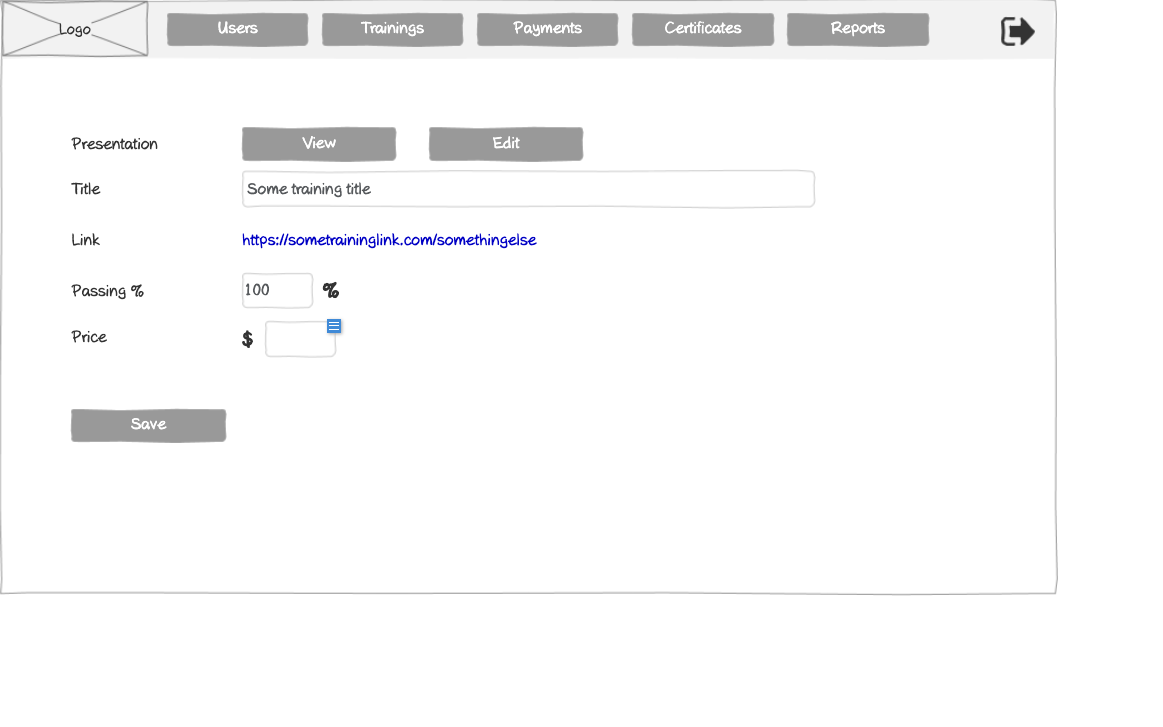 Logo Users Trainings Payments Certificates Reports
Presentation View Edit
Title Some training title
Link https://sometraininglink.com/somethingelse
Passing % 100 %
Price $
Save